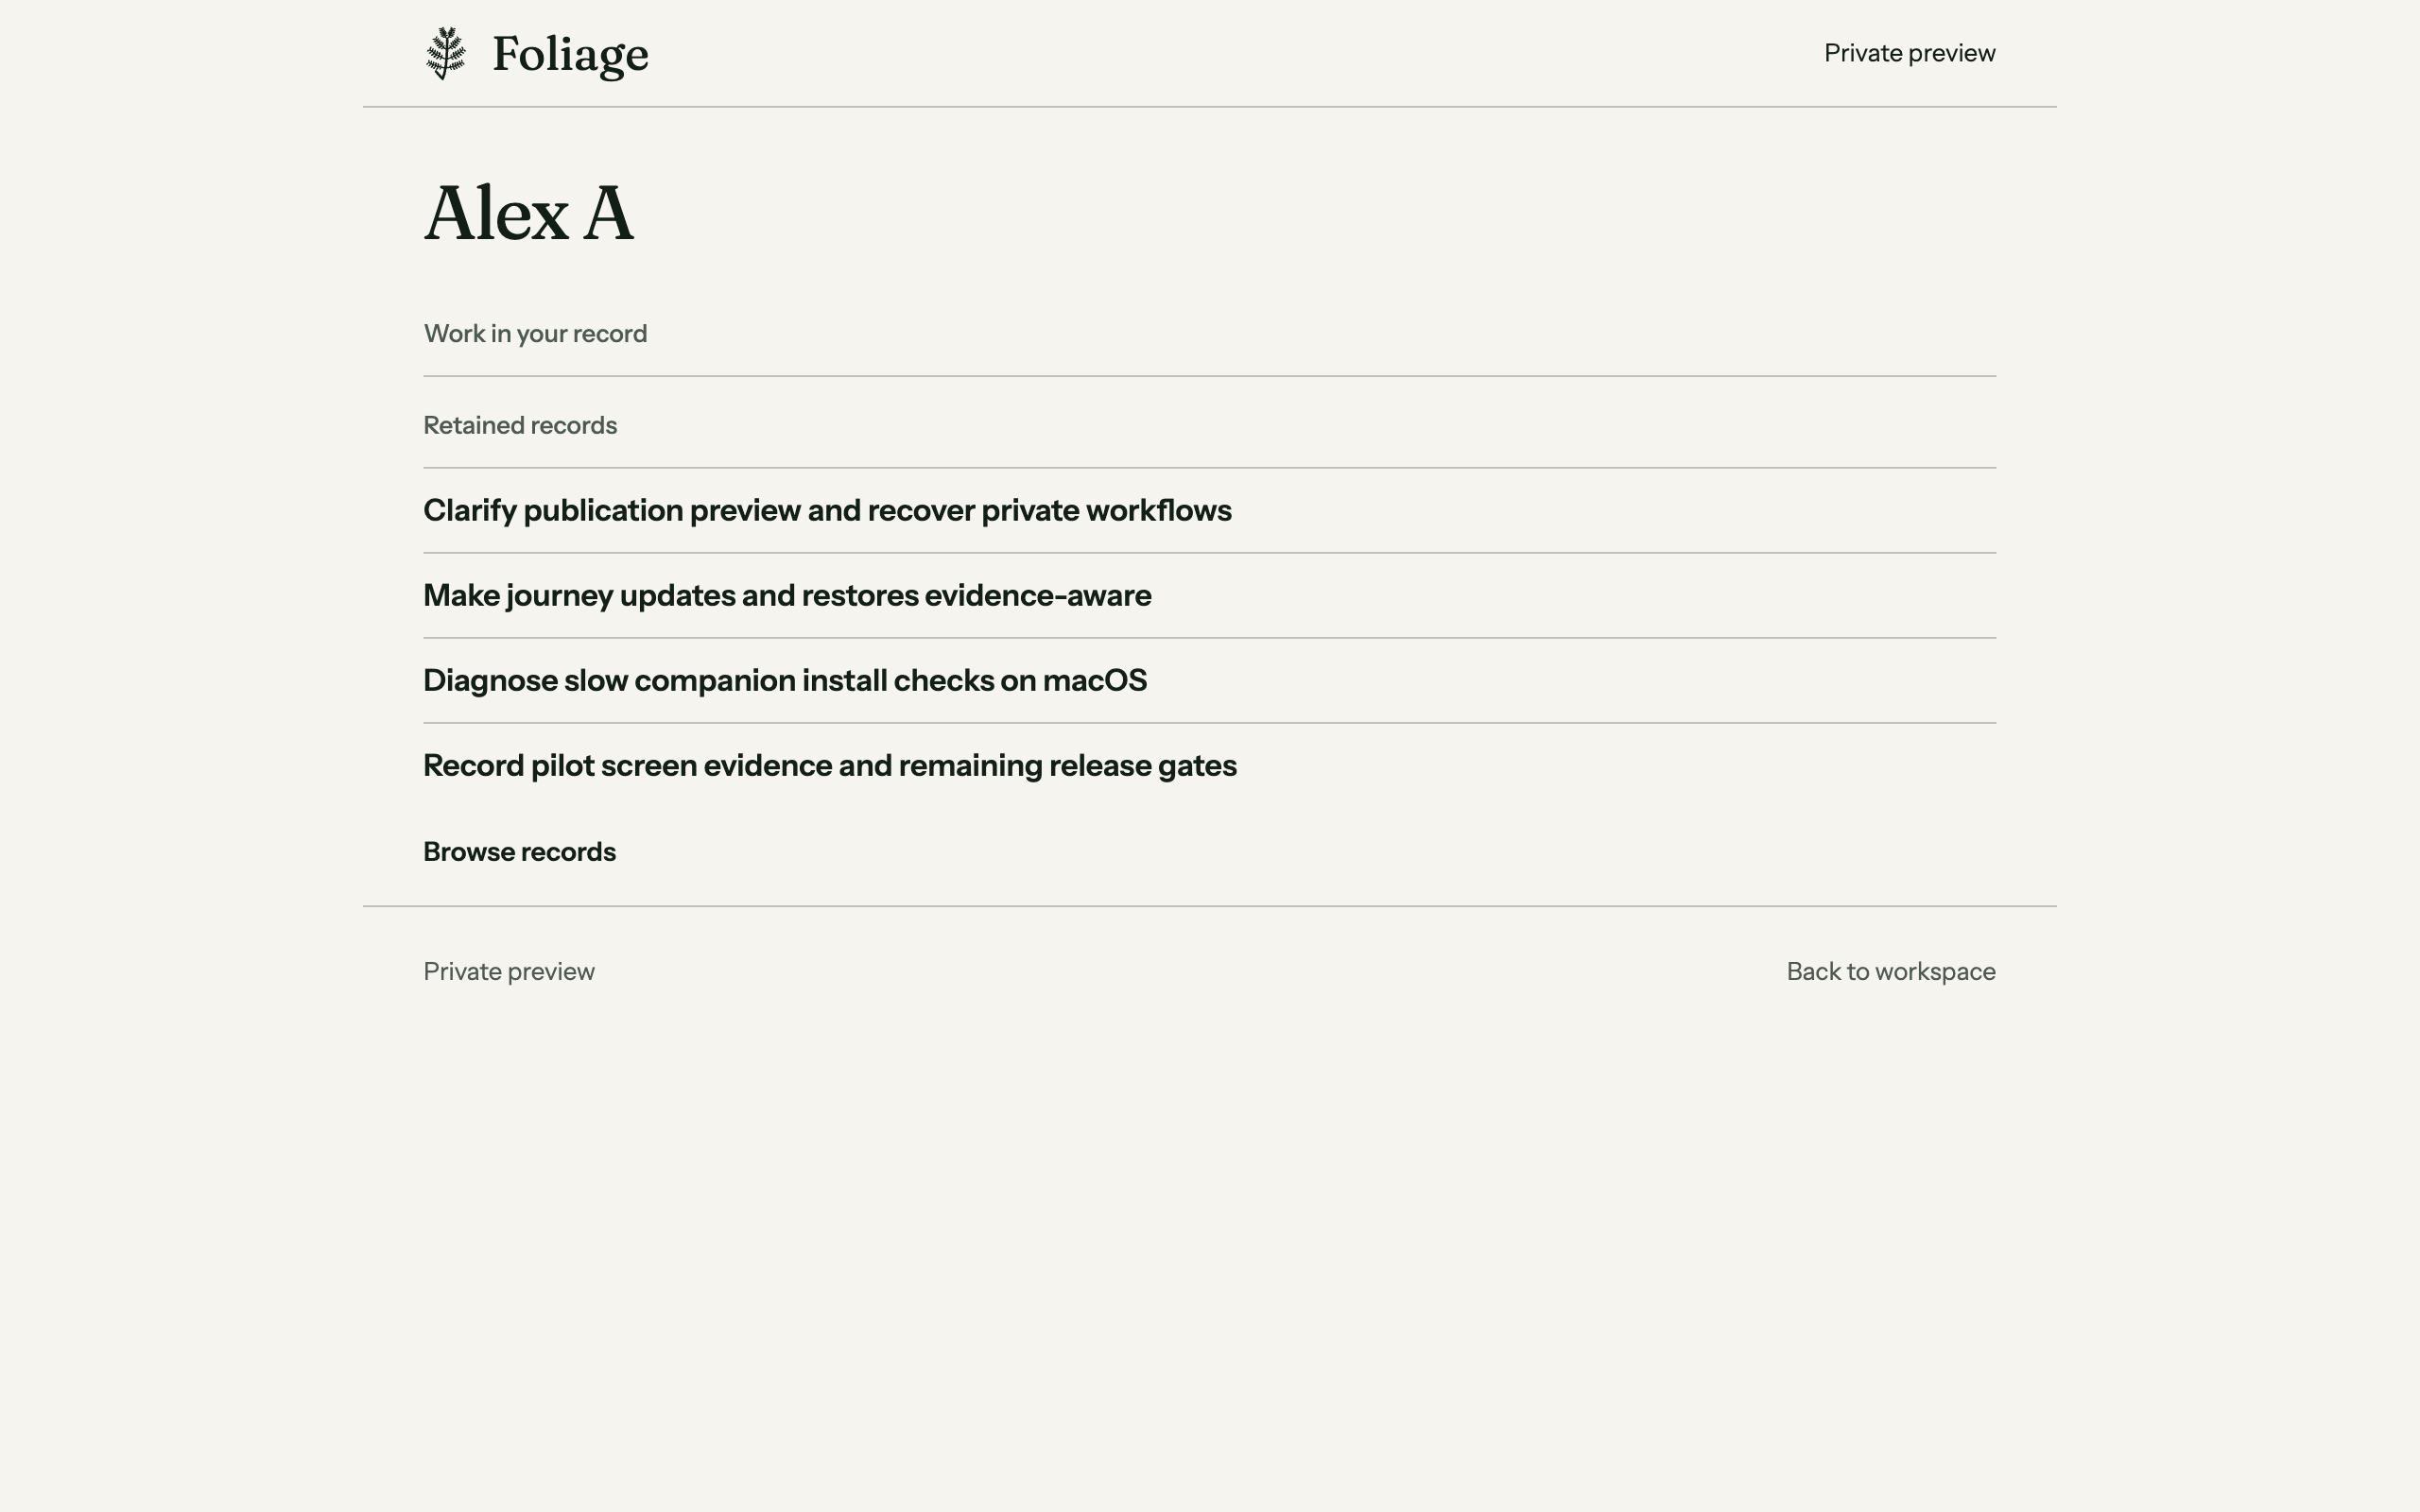 Foliage
Private preview
Alex A
Work in your record
Retained records
Clarify publication preview and recover private workflows
Make journey updates and restores evidence-aware
Diagnose slow companion install checks on macOS
Record pilot screen evidence and remaining release gates
Browse records
Private preview
Back to workspace